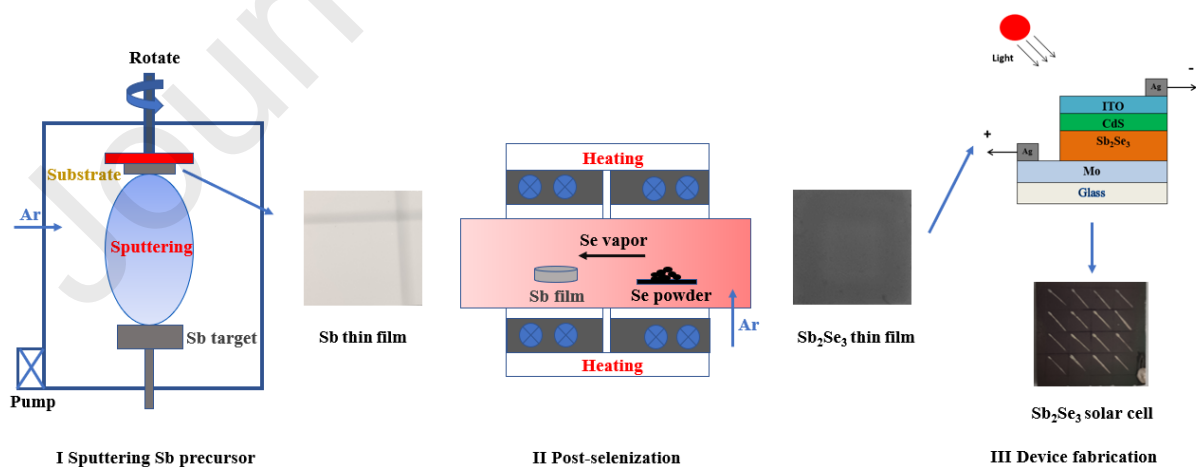 Jour
Rotate
Substrate
Ar
Sputtering
Sb target
Pump
I Sputtering Sb precursor
Sb thin film
Heating
Se vapor
Sb film
Se powder
Ar
Heating
II Post-selenization
Sb₂Se₃ thin film
Light
Ag
-
ITO
CdS
Sb₂Se₃
+
Ag
Mo
Glass
Sb₂Se₃ solar cell
III Device fabrication